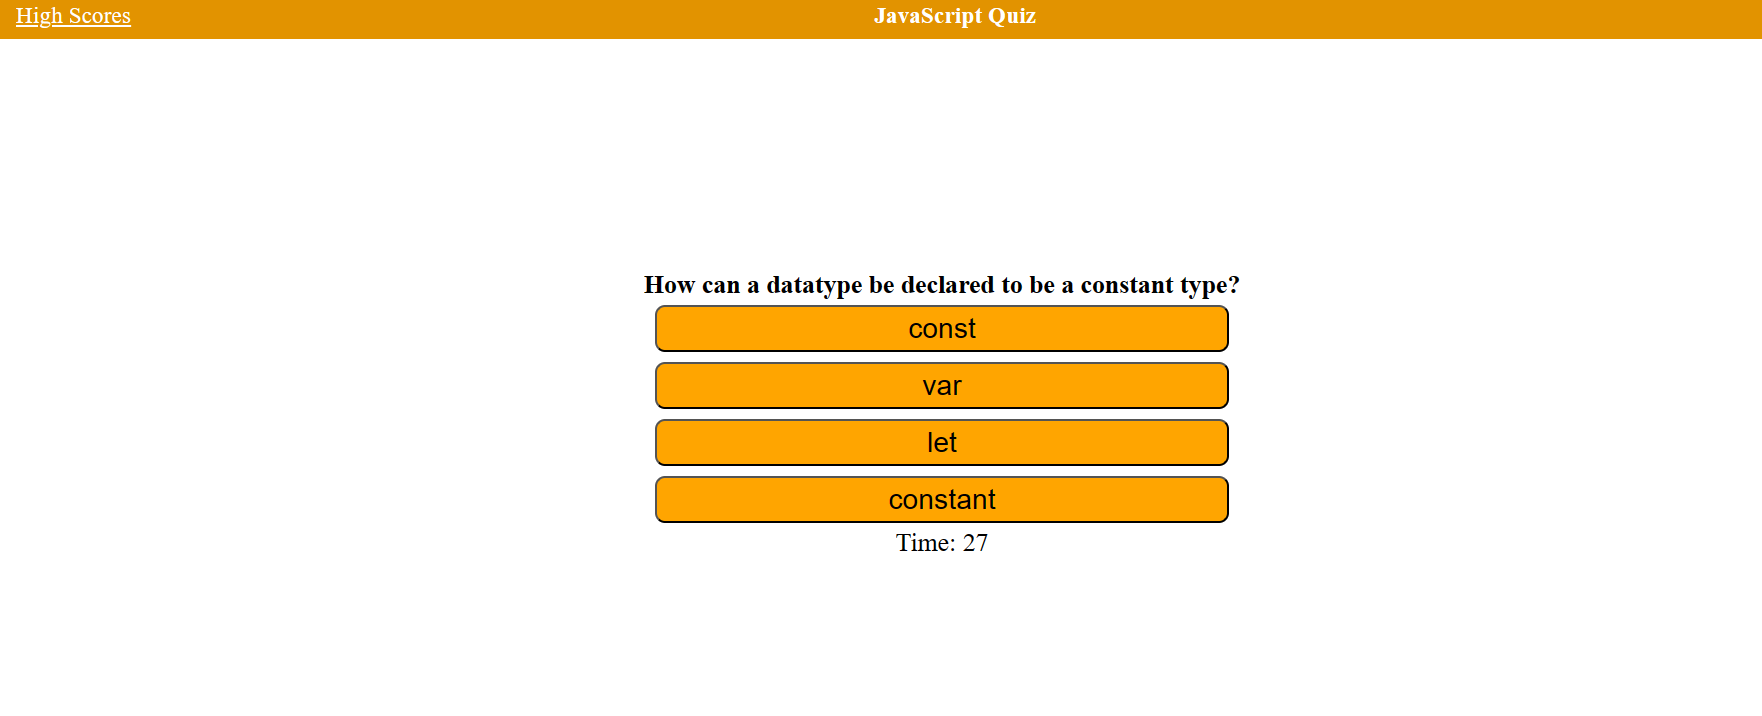 High Scores
JavaScript Quiz
How can a datatype be declared to be a constant type?
const
var
let
constant
Time: 27